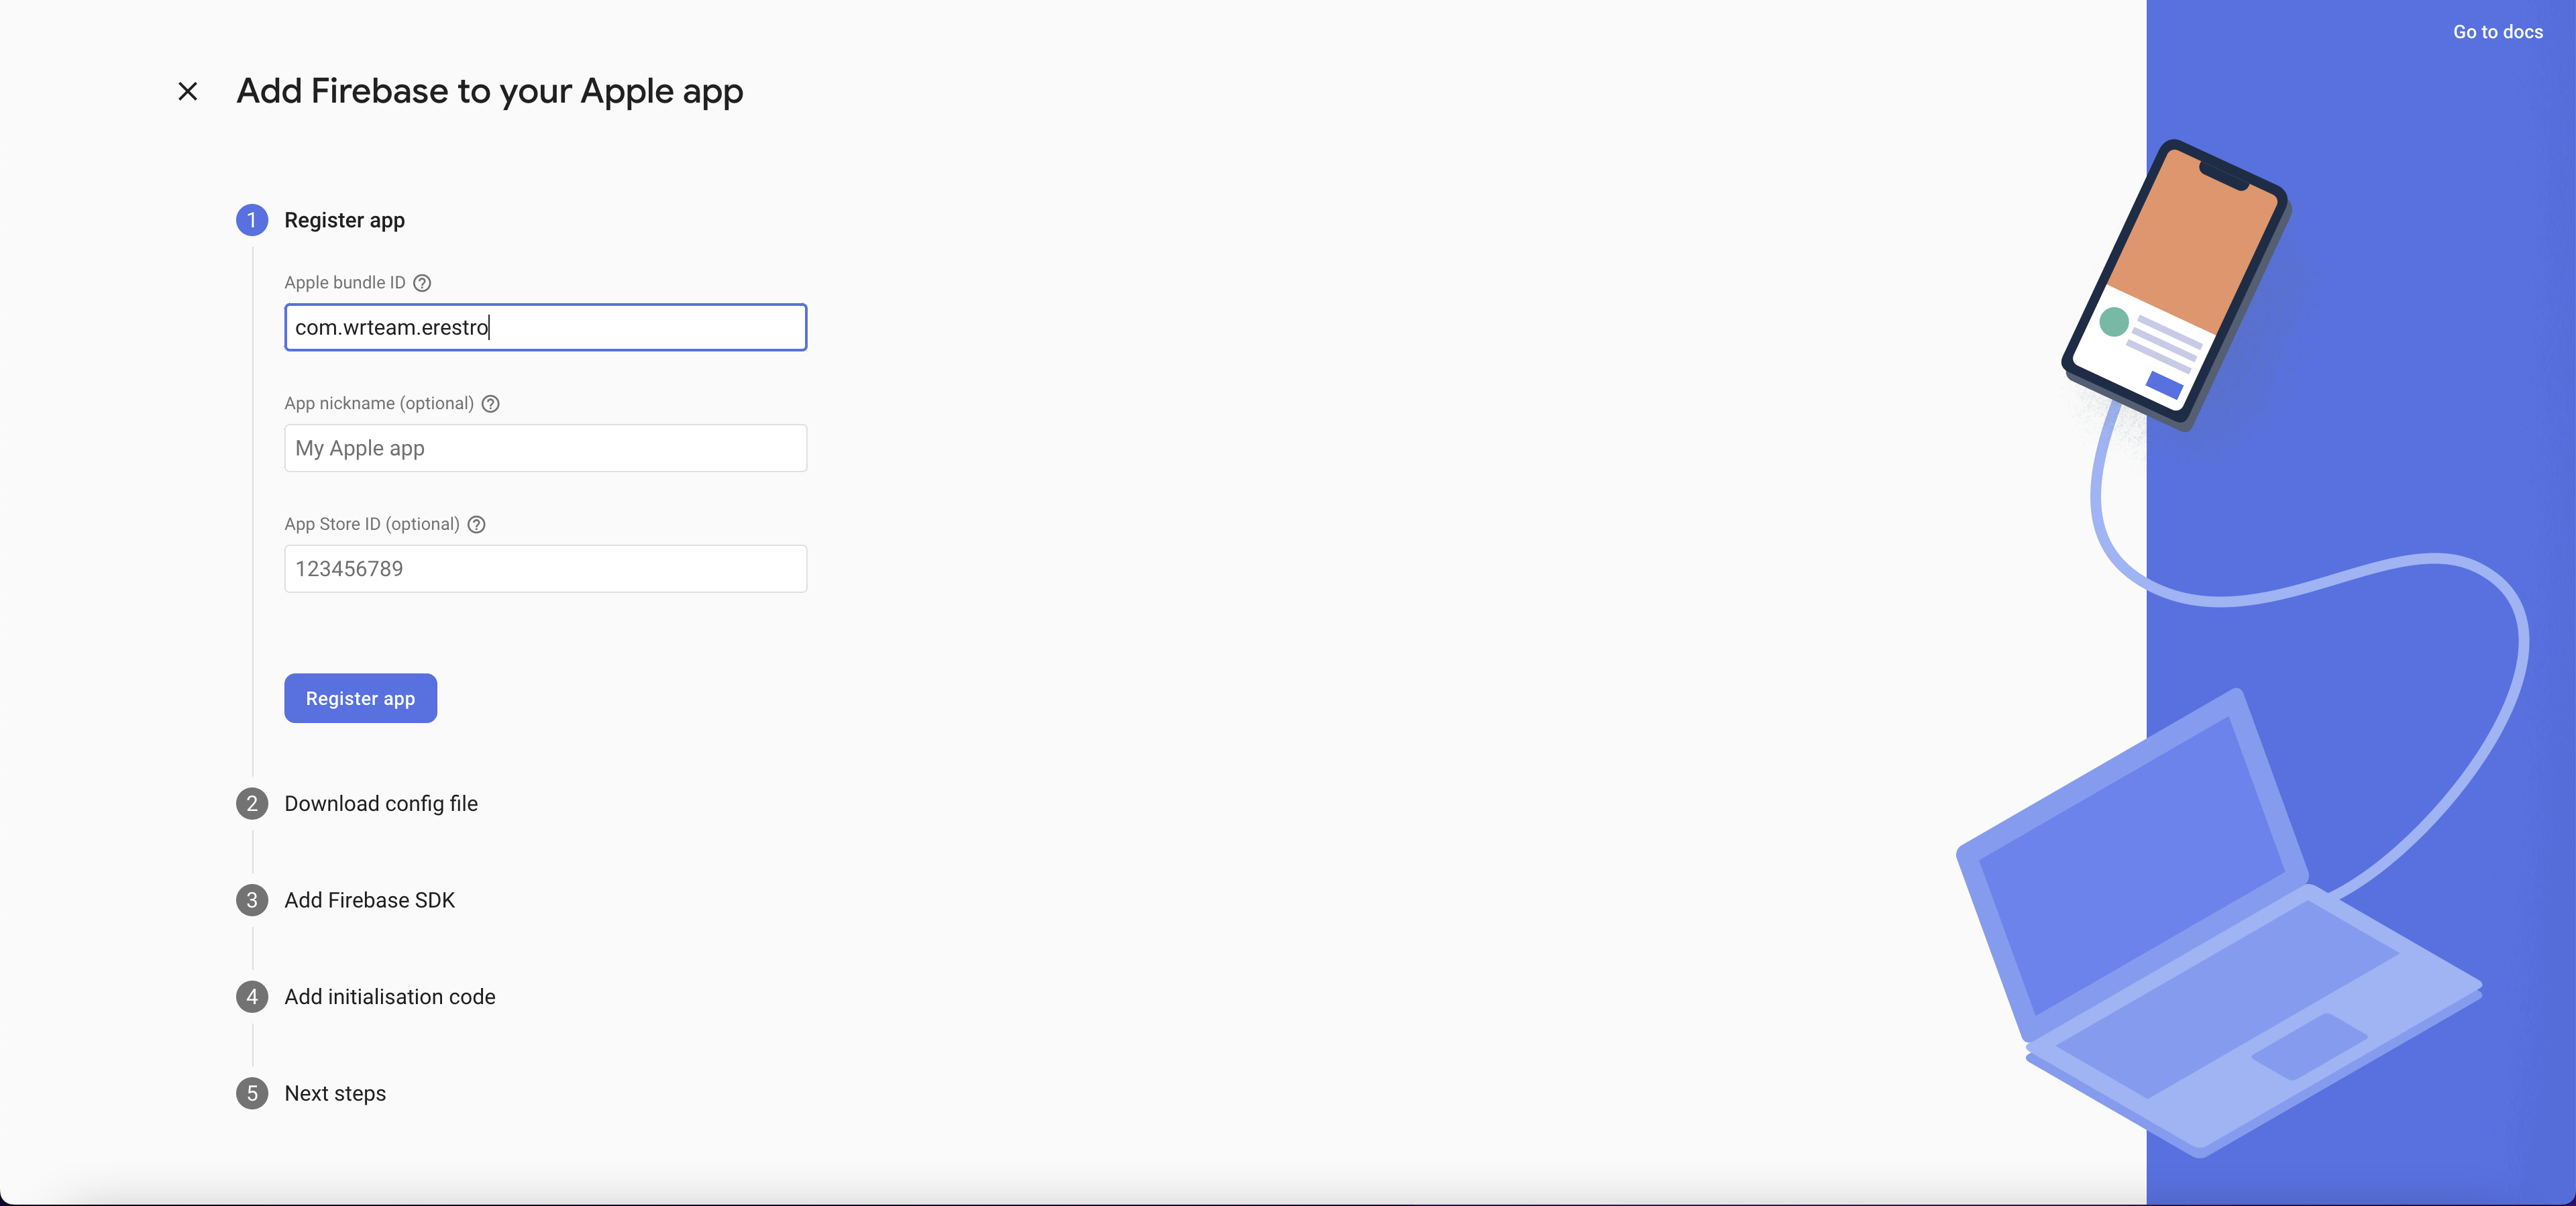 Go to docs
Add Firebase to your Apple app
1 Register app
Apple bundle ID ?
com.wrteam.erestro
App nickname (optional) ?
My Apple app
App Store ID (optional) ?
123456789
Register app
2 Download config file
3 Add Firebase SDK
4 Add initialisation code
5 Next steps